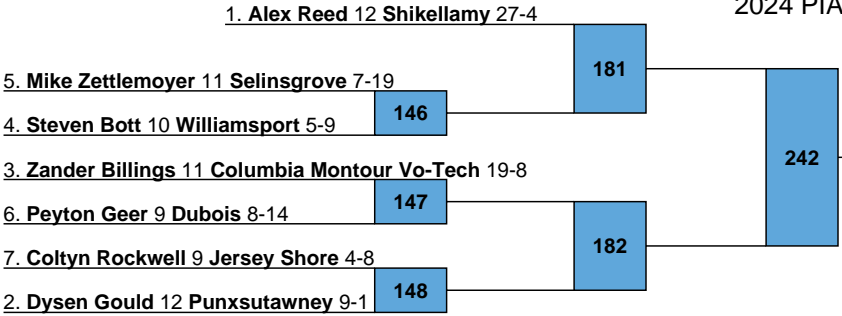 2024 PIA
1. Alex Reed 12 Shikellamy 27-4
181
5. Mike Zettlemoyer 11 Selinsgrove 7-19
146
4. Steven Bott 10 Williamsport 5-9
242
3. Zander Billings 11 Columbia Montour Vo-Tech 19-8
147
6. Peyton Geer 9 Dubois 8-14
182
7. Coltyn Rockwell 9 Jersey Shore 4-8
148
2. Dysen Gould 12 Punxsutawney 9-1